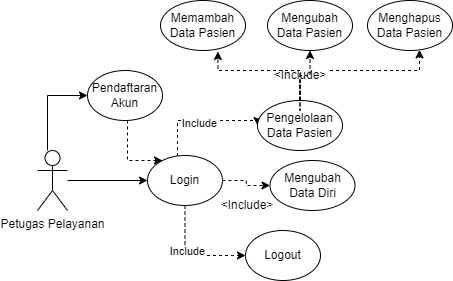 Memambah
Data Pasien
Mengubah
Data Pasien
Menghapus
Data Pasien
<Include>
Pendaftaran
Akun
Include
Pengelolaan
Data Pasien
Login
Mengubah
Data Diri
<Include>
Petugas Pelayanan
Include
Logout